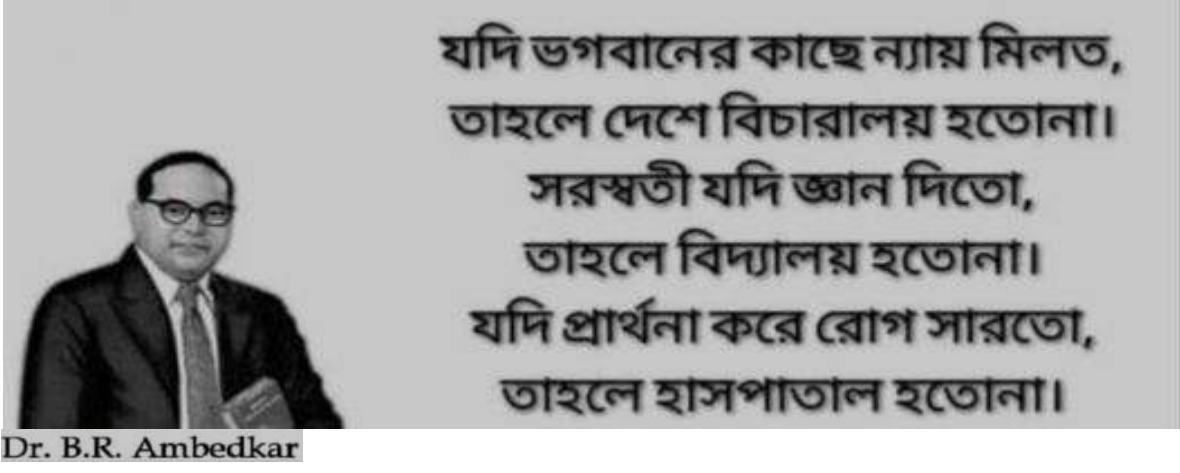 যদি ভগবানের কাছে ন্যায় মিলত,
তাহলে দেশে বিচারালয় হতোনা।
সরস্বতী যদি জ্ঞান দিতো,
তাহলে বিদ্যালয় হতোনা।
যদি প্রার্থনা করে রোগ সারতো,
তাহলে হাসপাতাল হতোনা।
Dr. B.R. Ambedkar